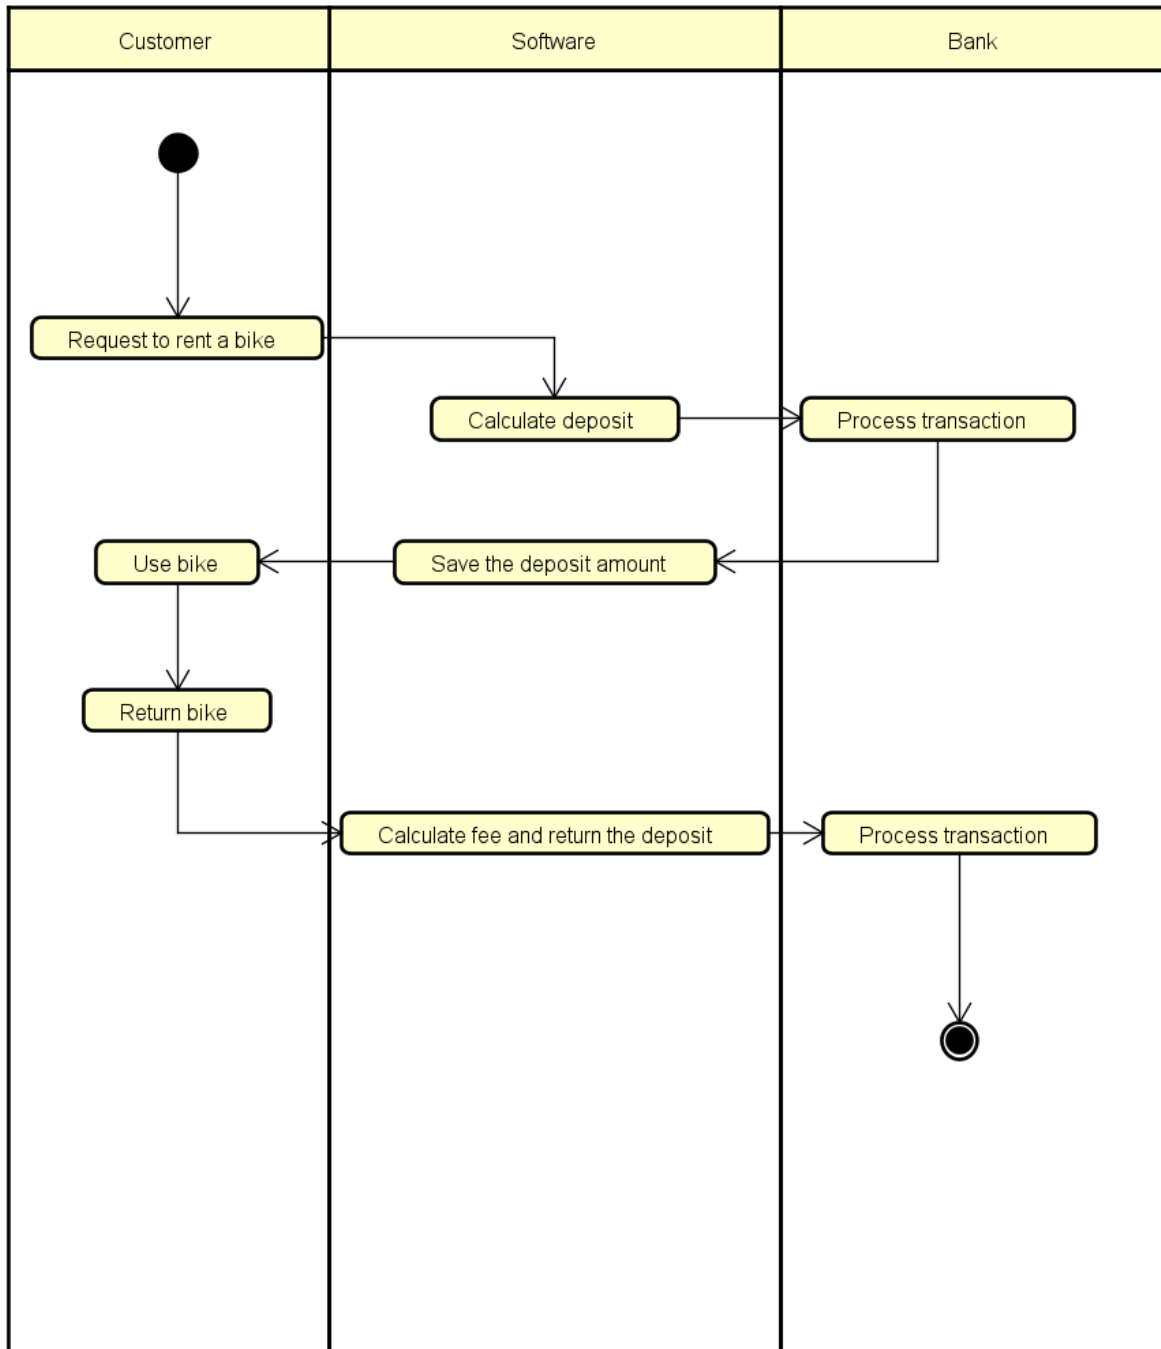 Customer
Software
Bank
Request to rent a bike
Calculate deposit
Process transaction
Use bike
Save the deposit amount
Return bike
Calculate fee and return the deposit
Process transaction